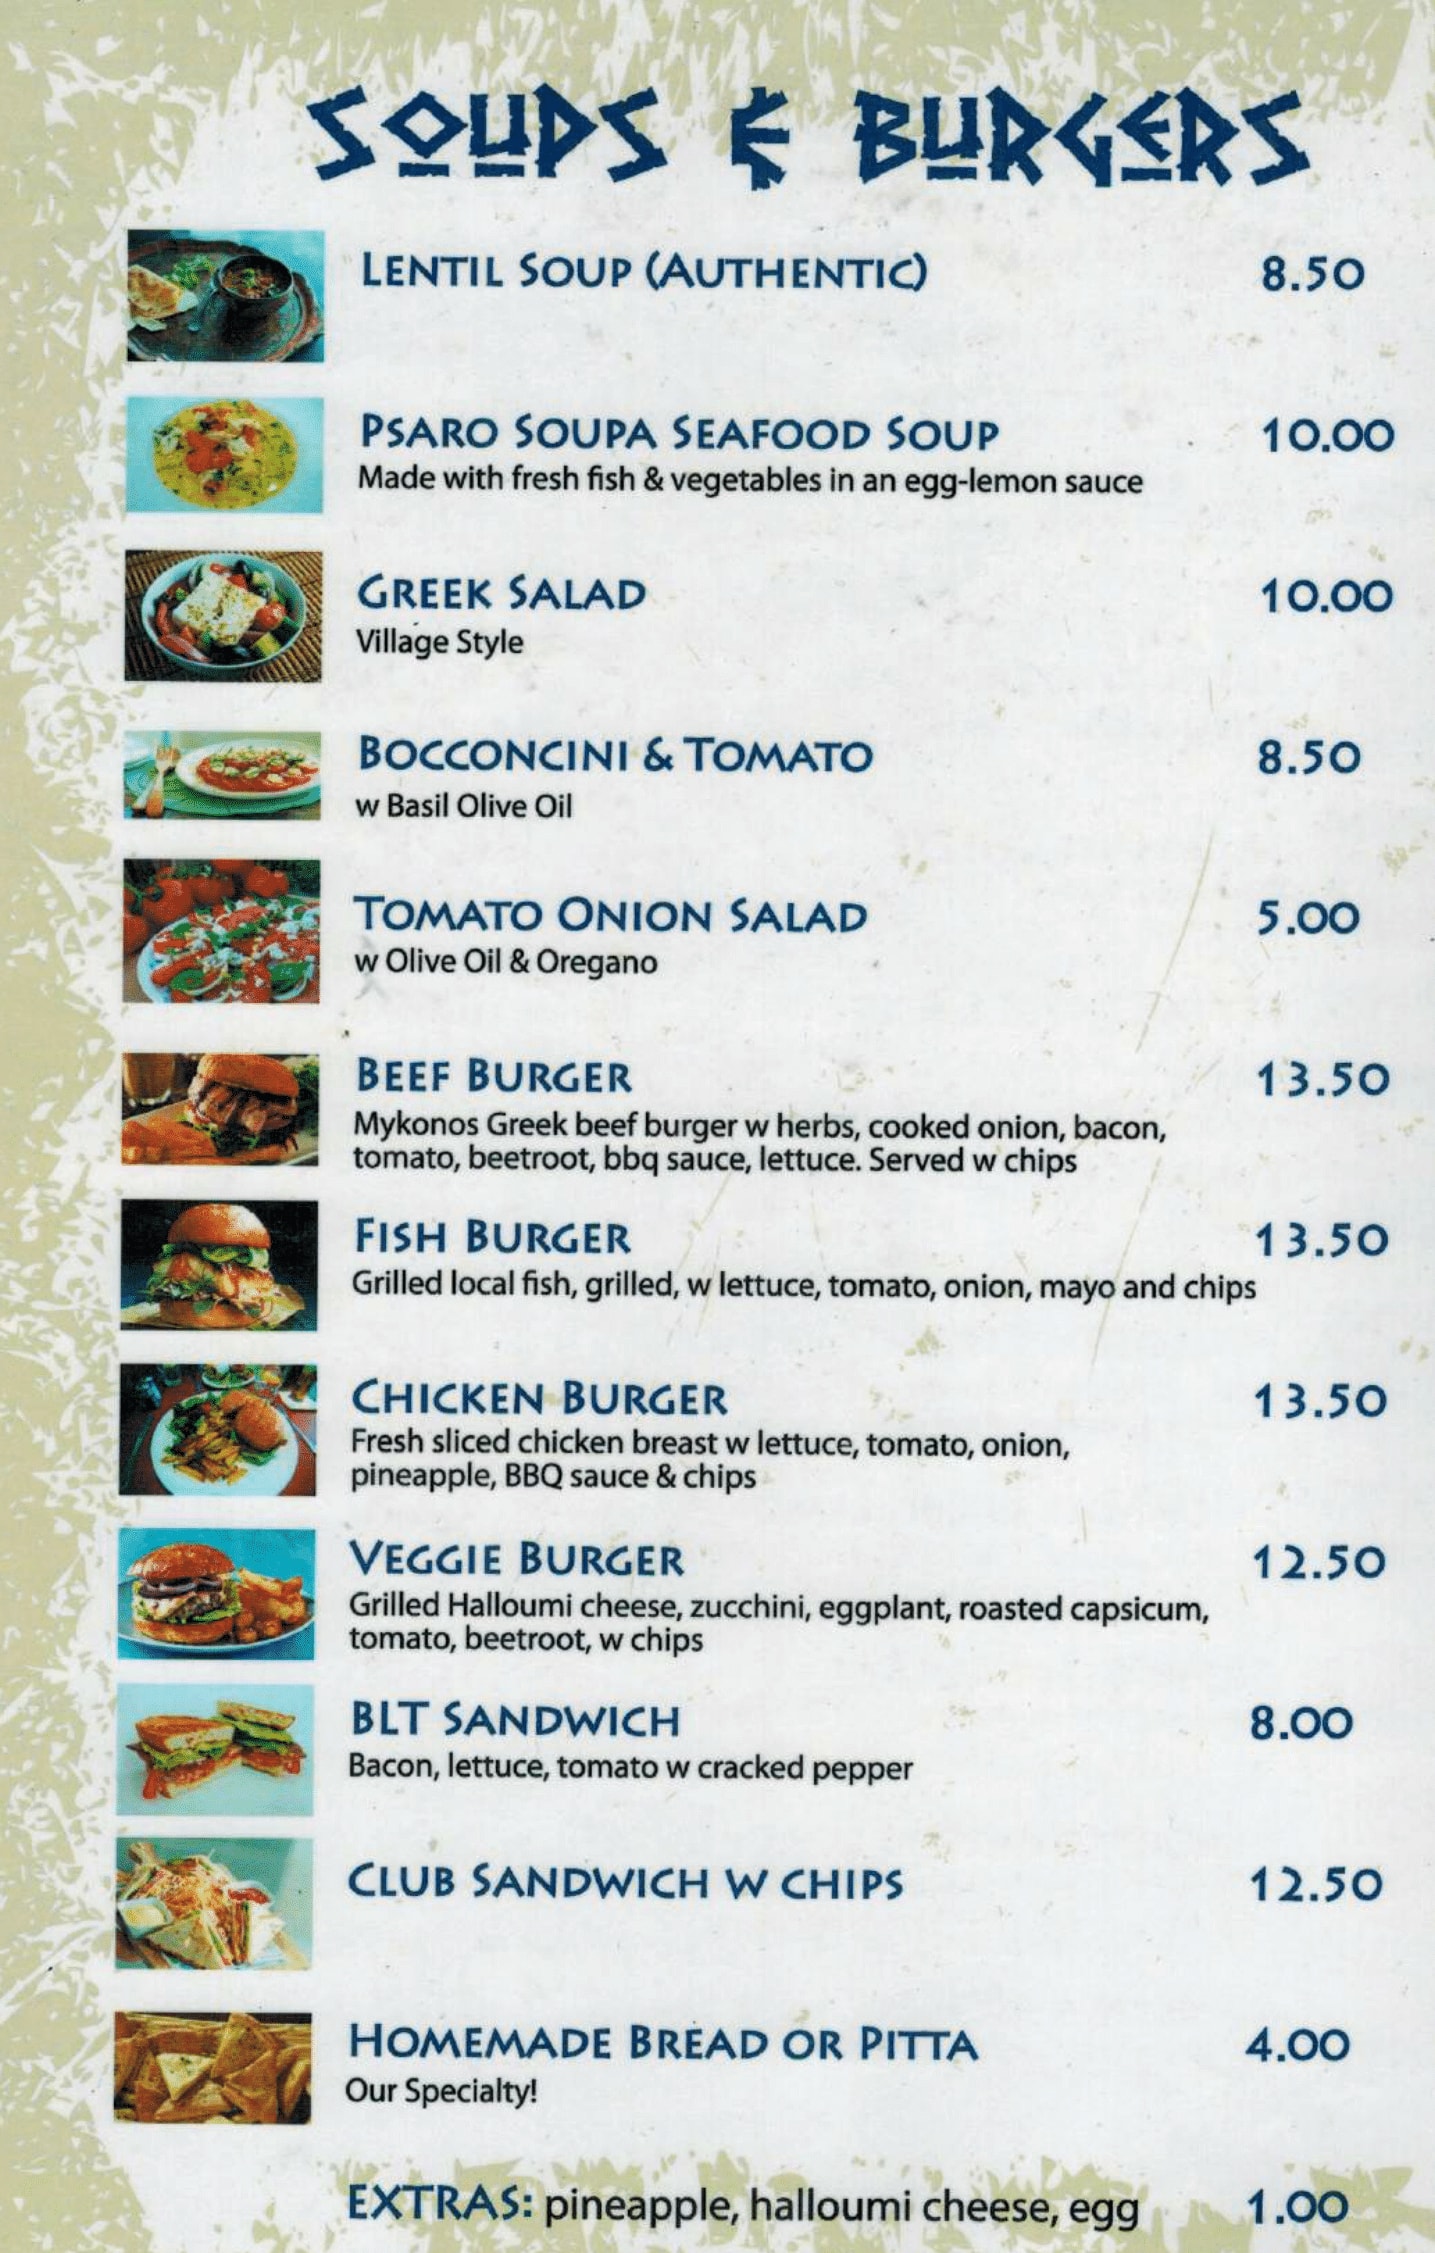 SOUPS & BURGERS
LENTIL SOUP (AUTHENTIC) 8.50
PSARO SOUPA SEAFOOD SOUP 10.00
Made with fresh fish & vegetables in an egg-lemon sauce
GREEK SALAD 10.00
Village Style
BOCCONCINI & TOMATO 8.50
w Basil Olive Oil
TOMATO ONION SALAD 5.00
w Olive Oil & Oregano
BEEF BURGER 13.50
Mykonos Greek beef burger w herbs, cooked onion, bacon,
tomato, beetroot, bbq sauce, lettuce. Served w chips
FISH BURGER 13.50
Grilled local fish, grilled, w lettuce, tomato, onion, mayo and chips
CHICKEN BURGER 13.50
Fresh sliced chicken breast w lettuce, tomato, onion,
pineapple, BBQ sauce & chips
VEGGIE BURGER 12.50
Grilled Halloumi cheese, zucchini, eggplant, roasted capsicum,
tomato, beetroot, w chips
BLT SANDWICH 8.00
Bacon, lettuce, tomato w cracked pepper
CLUB SANDWICH W CHIPS 12.50
HOMEMADE BREAD OR PITTA 4.00
Our Specialty!
EXTRAS: pineapple, halloumi cheese, egg 1.00